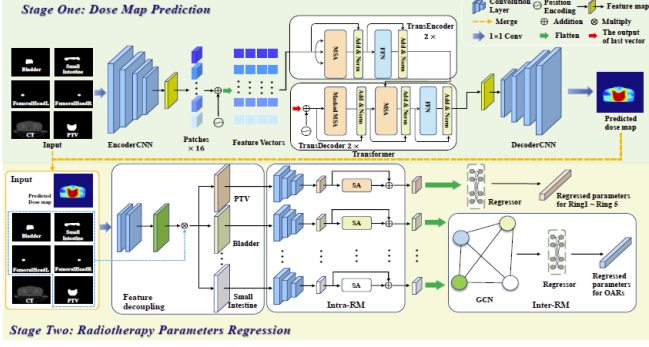 Stage One: Dose Map Prediction
Convolution Layer
Position Encoding
Feature map
Merge
Addition
Multiply
1×1 Conv
Flatten
The output of last vector
Bladder
Small Intestine
FemoralHeadL
FemoralHeadR
CT
PTV
Input
EncoderCNN
Patches
× 16
Feature Vectors
TransEncoder
2 ×
MSA
Add & Norm
FFN
Add & Norm
Masked MSA
Add & Norm
MSA
Add & Norm
FFN
Add & Norm
TransDecoder 2 ×
Transformer
DecoderCNN
Predicted
dose map
Input
Predicted
Dose map
Bladder
Small Intestine
FemoralHeadL
FemoralHeadR
CT
PTV
Feature
decoupling
PTV
Bladder
Small
Intestine
SA
SA
SA
Intra-RM
Regressor
Regressed parameters
for Ring1 ~ Ring 5
GCN
Regressor
Inter-RM
Regressed
parameters
for OARs
Stage Two: Radiotherapy Parameters Regression